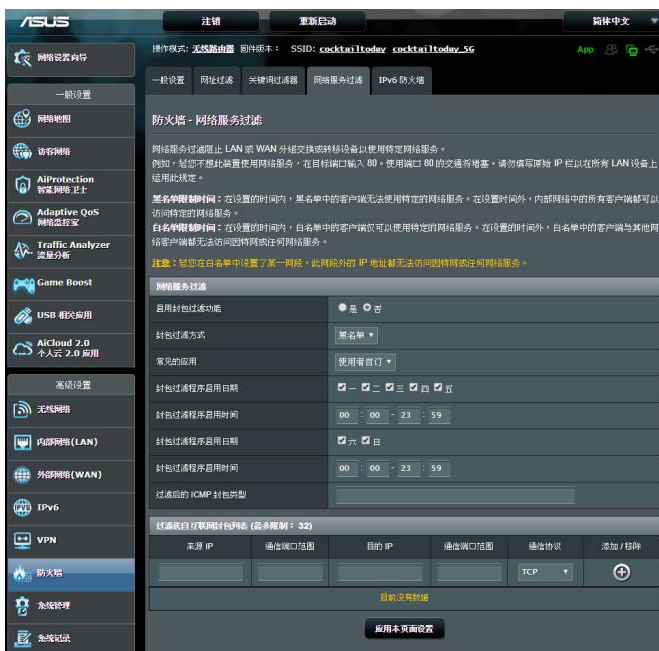 ASUS
注销
重新启动
简体中文
操作模式: 无线路由器 固件版本： SSID: cocktailtoday cocktailtoday_5G
App
网络设置向导
一般设置
网络地图
访客网络
AiProtection
智能网络卫士
Adaptive QoS
网络监控家
Traffic Analyzer
流量分析
Game Boost
USB 相关应用
AiCloud 2.0
个人云 2.0 应用
高级设置
无线网络
内部网络(LAN)
外部网络(WAN)
IPv6
VPN
防火墙
系统管理
系统记录
一般设置
网址过滤
关键词过滤器
网络服务过滤
IPv6 防火墙
防火墙 - 网络服务过滤
网络服务过滤阻止 LAN 或 WAN 分组交换或转移设备以使用特定网络服务。
例如，若您不想此装置使用网络服务，在目标端口输入 80。使用端口 80 的交通将堵塞。请勿填写原始 IP 栏以在所有 LAN 设备上
运用此规定。
黑名单限制时间：在设置的时间内，黑名单中的客户端无法使用特定的网络服务。在设置时间外，内部网络中的所有客户端都可以
访问特定的网络服务。
白名单限制时间：在设置的时间内，白名单中的客户端仅可以使用特定的网络服务。在设置的时间外，白名单中的客户端与其他网
络客户端都无法访问因特网或任何网络服务。
注意：若您在白名单中设置了某一网段，此网段外的 IP 地址都无法访问因特网或任何网络服务。
网络服务过滤
启用封包过滤功能
是 否
封包过滤方式
黑名单
常见的应用
使用者自订
封包过滤程序启用日期
一 二 三 四 五
封包过滤程序启用时间
00 : 00 - 23 : 59
封包过滤程序启用日期
六 日
封包过滤程序启用时间
00 : 00 - 23 : 59
过滤后的 ICMP 封包类型
过滤送自互联网封包列表 (最多限制： 32)
来源 IP
通信端口范围
目的 IP
通信端口范围
通信协议
添加 / 移除
TCP
目前没有数据
应用本页面设置